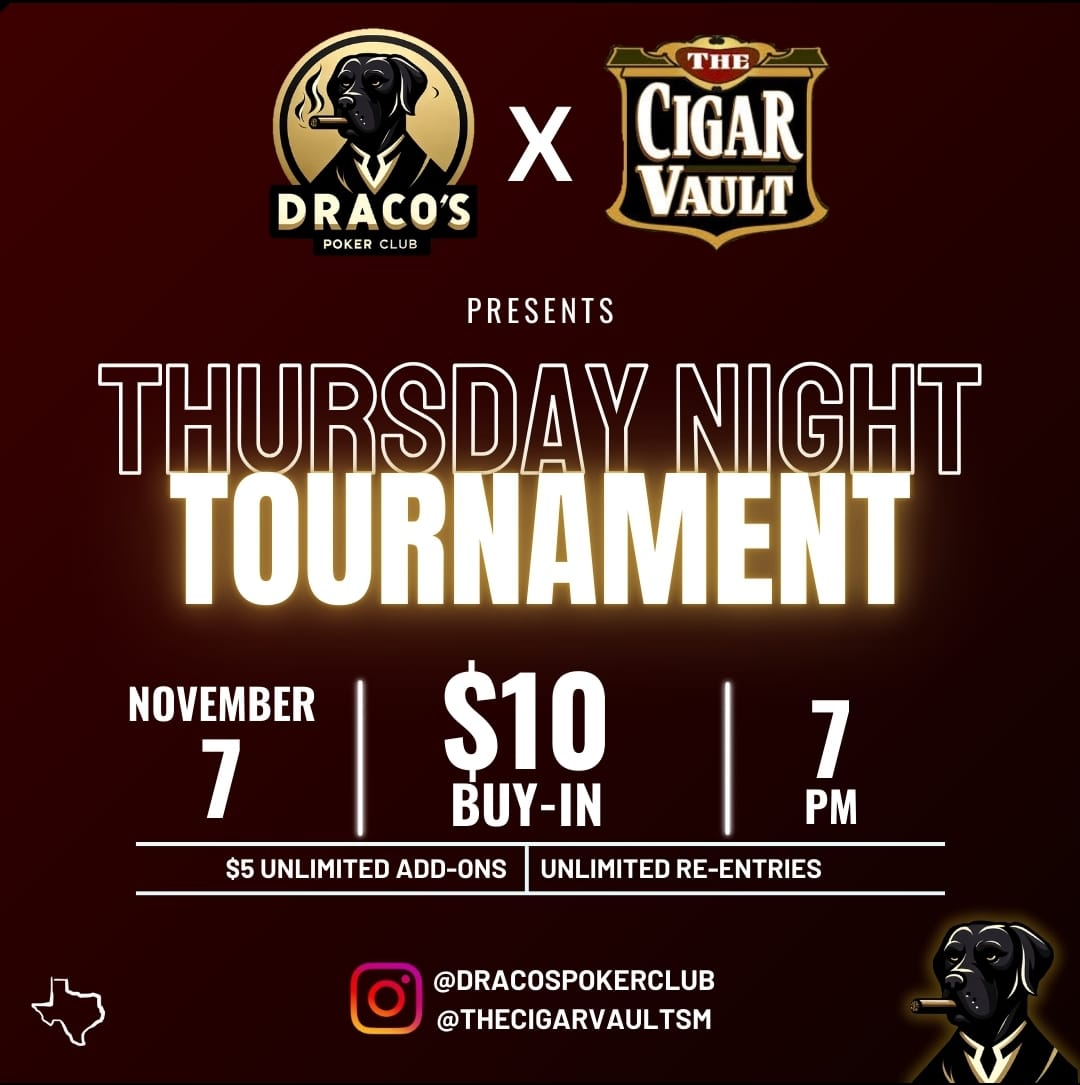 DRACO'S
POKER CLUB
X
THE
CIGAR
VAULT
PRESENTS
THURSDAY NIGHT
TOURNAMENT
NOVEMBER
7
$10
BUY-IN
7
PM
$5 UNLIMITED ADD-ONS
UNLIMITED RE-ENTRIES
@DRACOSPOKERCLUB
@THECIGARVAULTSM